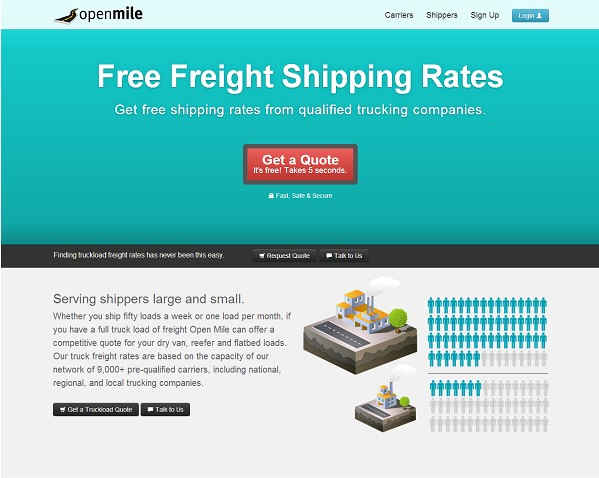 openmile
Carriers Shippers Sign Up Login
Free Freight Shipping Rates
Get free shipping rates from qualified trucking companies.
Get a Quote
It's free! Takes 5 seconds.
Fast, Safe & Secure
Finding truckload freight rates has never been this easy. Request Quote Talk to Us
Serving shippers large and small.
Whether you ship fifty loads a week or one load per month, if
you have a full truck load of freight Open Mile can offer a
competitive quote for your dry van, reefer and flatbed loads.
Our truck freight rates are based on the capacity of our
network of 9,000+ pre-qualified carriers, including national,
regional, and local trucking companies.
Get a Truckload Quote Talk to Us